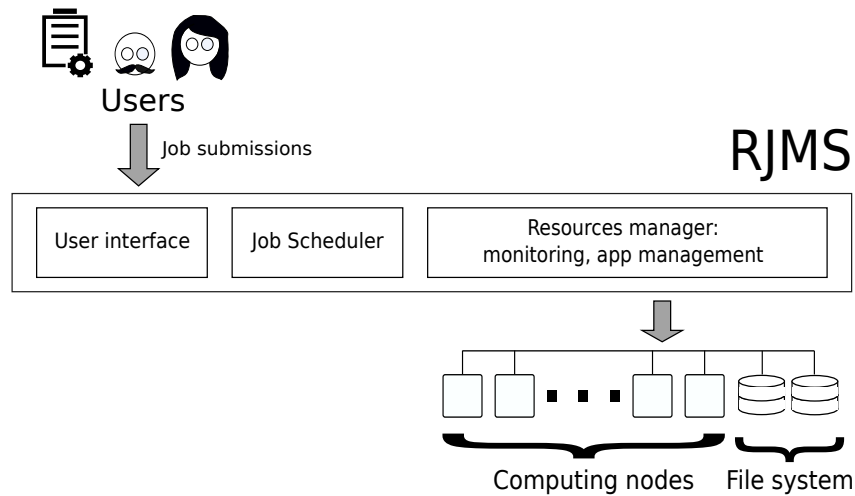 Users
Job submissions
RJMS
User interface
Job Scheduler
Resources manager:
monitoring, app management
Computing nodes
File system